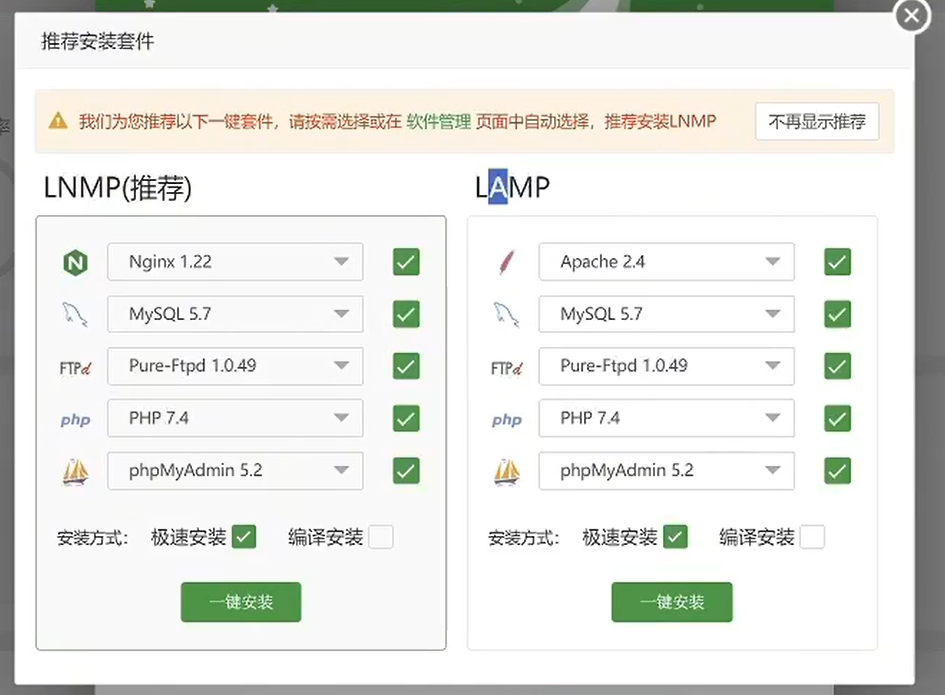 推荐安装套件
我们为您推荐以下一键套件，请按需选择或在 软件管理 页面中自动选择，推荐安装LNMP
不再显示推荐
LNMP(推荐)
Nginx 1.22
MySQL 5.7
FTPd
Pure-Ftpd 1.0.49
php
PHP 7.4
phpMyAdmin 5.2
安装方式： 极速安装 编译安装
一键安装
LAMP
Apache 2.4
MySQL 5.7
FTPd
Pure-Ftpd 1.0.49
php
PHP 7.4
phpMyAdmin 5.2
安装方式： 极速安装 编译安装
一键安装